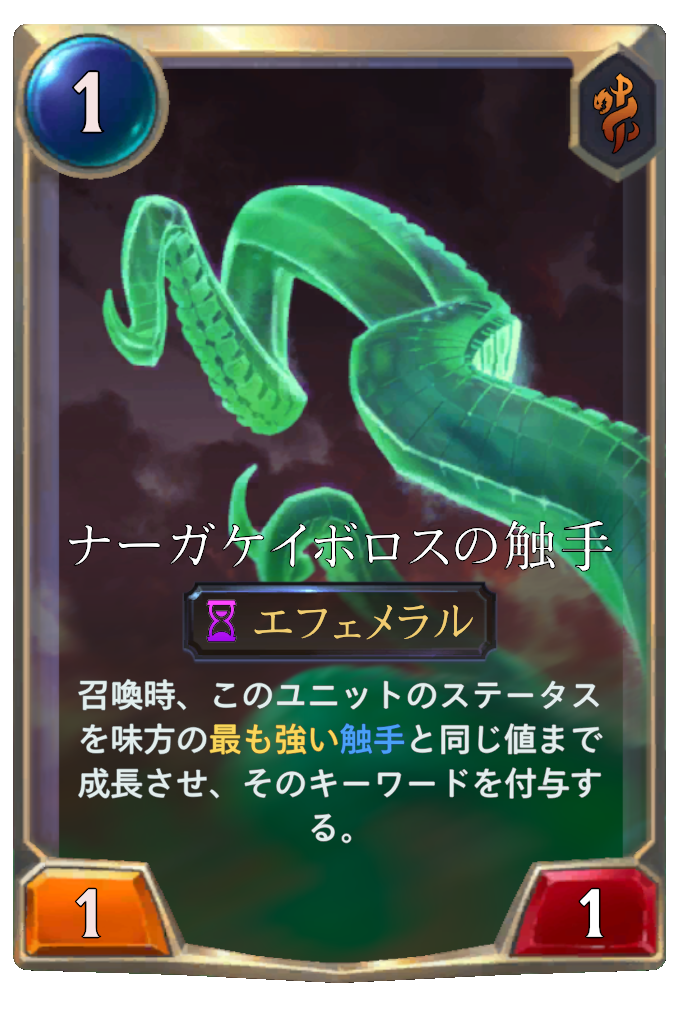 1
ナーガケイボロスの触手
エフェメラル
召喚時、このユニットのステータス
を味方の最も強い触手と同じ値まで
成長させ、そのキーワードを付与す
る。
1
1